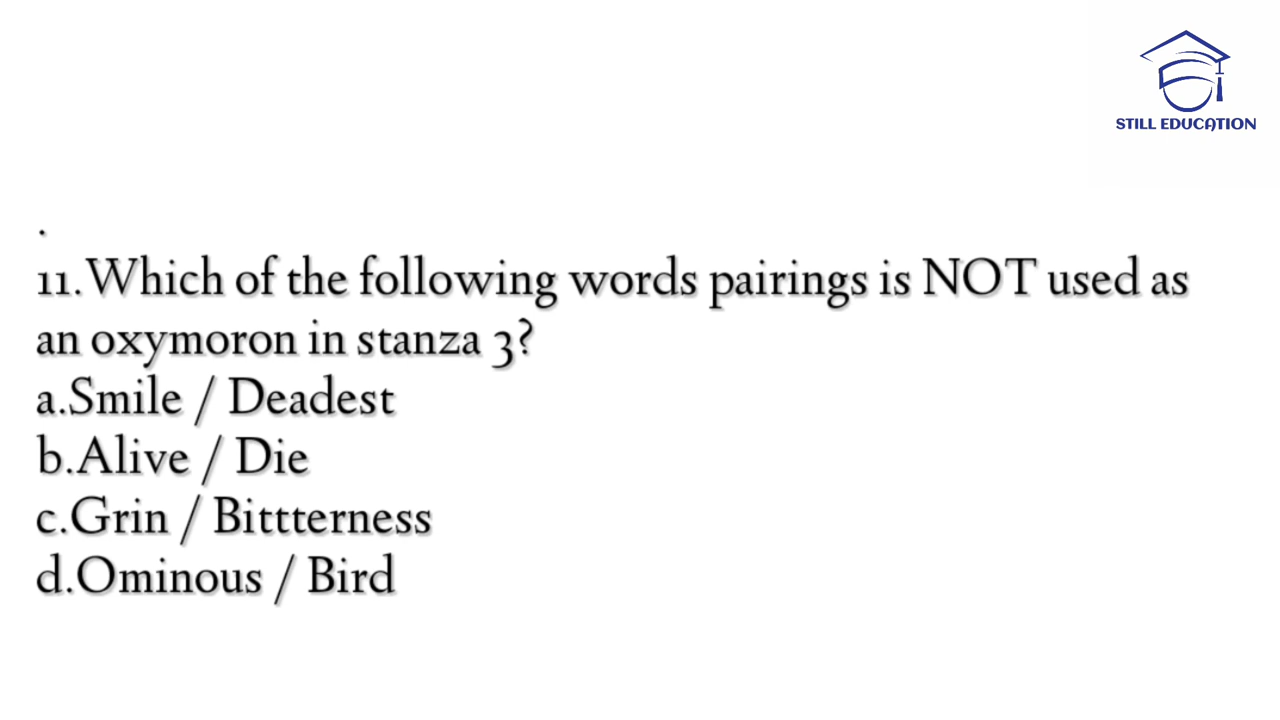 STILL EDUCATION
.
11. Which of the following words pairings is NOT used as
an oxymoron in stanza 3?
a.Smile / Deadest
b.Alive / Die
c.Grin / Bittterness
d.Ominous / Bird